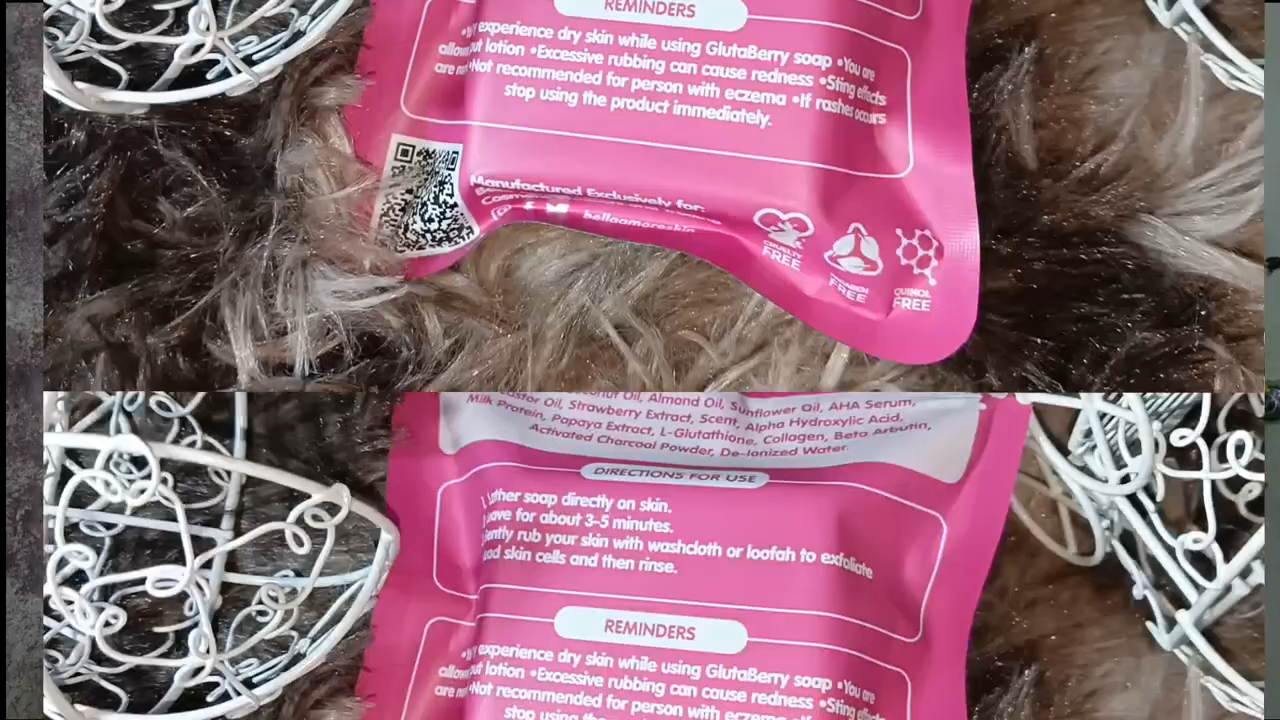 REMINDERS
experience dry skin while using GlutaBerry soap •You are
lotion •Excessive rubbing can cause redness •Sting effects
are •Not recommended for person with eczema •If rashes occurs
stop using the product immediately.
Manufactured Exclusively for:
bellaamoreskin
CRUELTY
FREE
FREE
FREE
Oil, Almond Oil, Sunflower Oil, AHA Serum,
Castor Oil, Strawberry Extract, Scent, Alpha Hydroxylic Acid,
Milk Protein, Papaya Extract, L-Glutathione, Collagen, Beta Arbutin,
Activated Charcoal Powder, De-Ionized Water.
DIRECTIONS FOR USE
soap directly on skin.
for about 3-5 minutes.
rub your skin with washcloth or loofah to exfoliate
skin cells and then rinse.
REMINDERS
experience dry skin while using GlutaBerry soap •You are
lotion •Excessive rubbing can cause redness •Sting effects
are •Not recommended for person with eczema
stop using